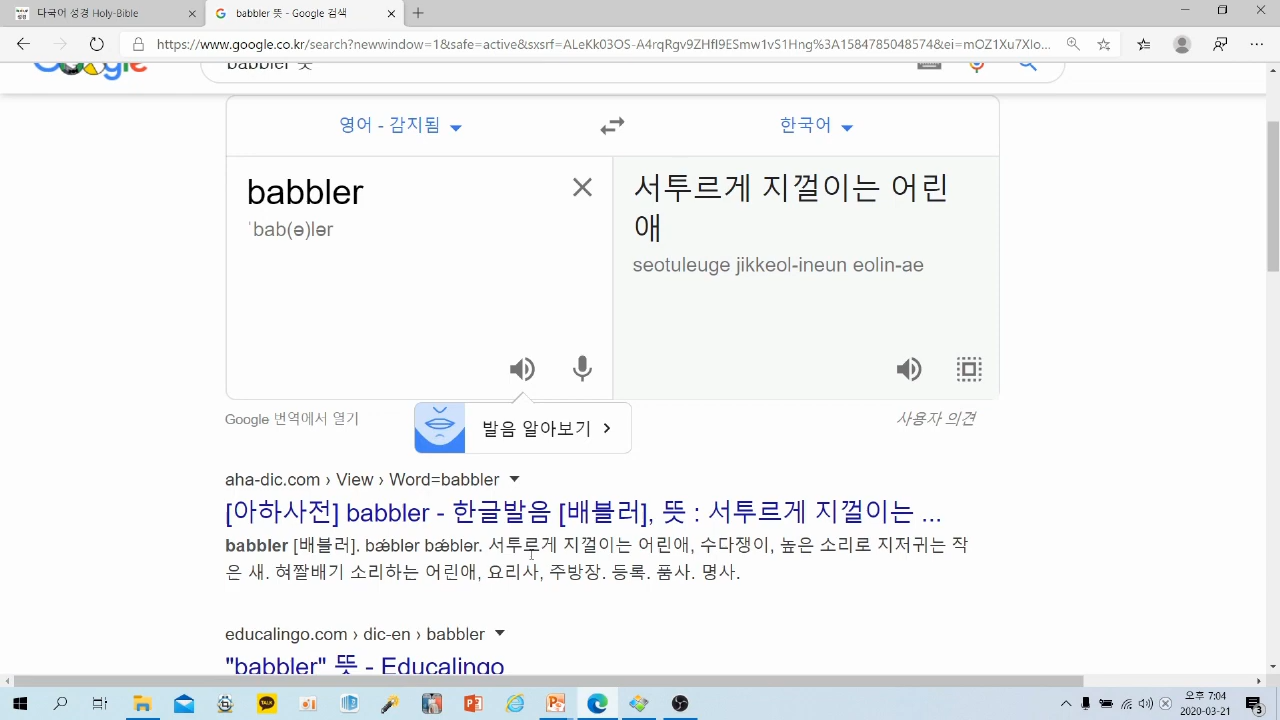 다국어 성경 Holy-Bible
babbler 뜻 - Google 검색
https://www.google.co.kr/search?newwindow=1&safe=active&sxsrf=ALeKk03OS-A4rqRgv9ZHfI9ESmw1vS1Hng%3A1584785048574&ei=mOZ1Xu7XIo...
Google
babbler 뜻
영어 - 감지됨
한국어
babbler
ˈbab(ə)lər
서투르게 지껄이는 어린
애
seotuleuge jikkeol-ineun eolin-ae
Google 번역에서 열기
발음 알아보기
사용자 의견
aha-dic.com › View › Word=babbler
[아하사전] babbler - 한글발음 [배블러], 뜻 : 서투르게 지껄이는 ...
babbler [배블러]. bǽblər bǽblər. 서투르게 지껄이는 어린애, 수다쟁이, 높은 소리로 지저귀는 작
은 새. 혀짤배기 소리하는 어린애, 요리사, 주방장. 등록. 품사. 명사.
educalingo.com › dic-en › babbler
"babbler" 뜻 - Educalingo
TALK
오후 7:04
2020-03-21
3